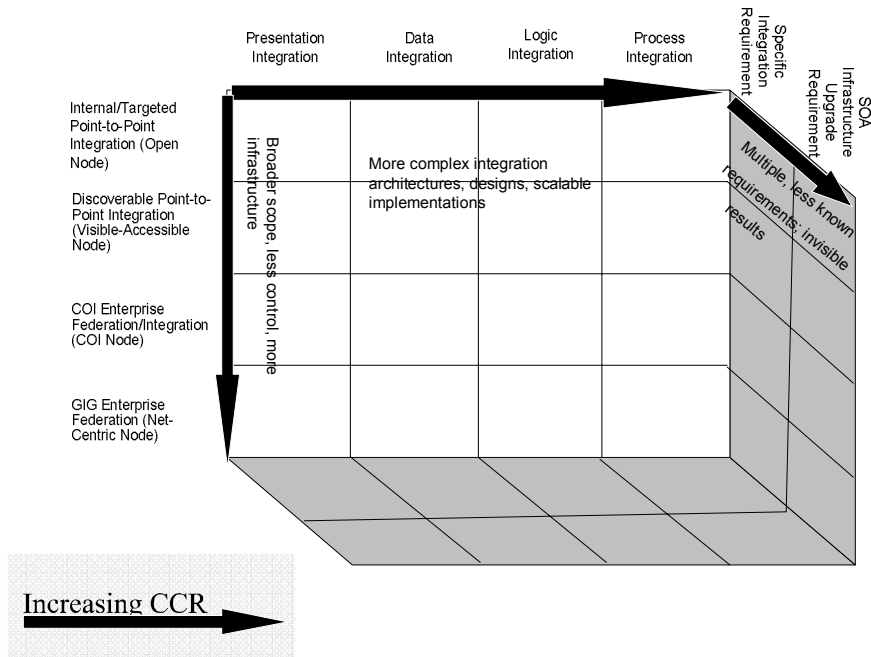 Presentation
Integration
Data
Integration
Logic
Integration
Process
Integration
Specific
Integration
Requirement
SOA
Infrastructure
Upgrade
Requirement
Internal/Targeted
Point-to-Point
Integration (Open
Node)
Discoverable Point-to-
Point Integration
(Visible-Accessible
Node)
COI Enterprise
Federation/Integration
(COI Node)
GIG Enterprise
Federation (Net-
Centric Node)
Broader scope, less control, more
infrastructure
More complex integration
architectures, designs, scalable
implementations
Multiple, less known
requirements; invisible
results
Increasing CCR